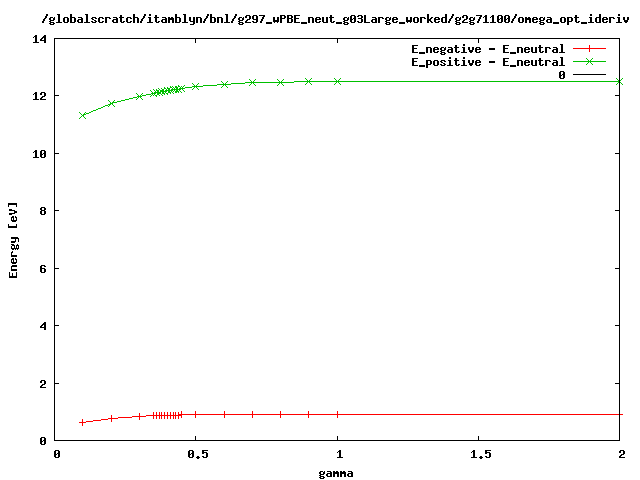 /globalscratch/itamblyn/bnl/g297_wPBE_neut_g03Large_worked/g2g71100/omega_opt_ideriv
E_negative - E_neutral
E_positive - E_neutral
0
14
12
10
8
6
4
2
0
Energy [eV]
0 0.5 1 1.5 2
gamma